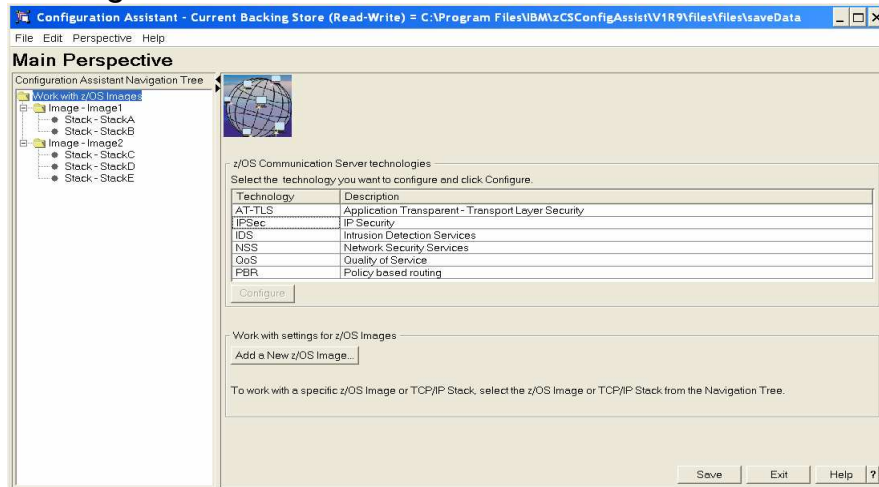 Configuration Assistant - Current Backing Store (Read-Write) = C:\Program Files\IBM\zCSConfigAssist\V1R9\files\files\saveData
File Edit Perspective Help
Main Perspective
Configuration Assistant Navigation Tree
Work with z/OS Images
Image - Image1
Stack - StackA
Stack - StackB
Image - Image2
Stack - StackC
Stack - StackD
Stack - StackE
z/OS Communication Server technologies
Select the technology you want to configure and click Configure.
Technology Description
AT-TLS Application Transparent - Transport Layer Security
IPSec IP Security
IDS Intrusion Detection Services
NSS Network Security Services
QoS Quality of Service
PBR Policy based routing
Configure
Work with settings for z/OS Images
Add a New z/OS Image...
To work with a specific z/OS Image or TCP/IP Stack, select the z/OS Image or TCP/IP Stack from the Navigation Tree.
Save Exit Help ?